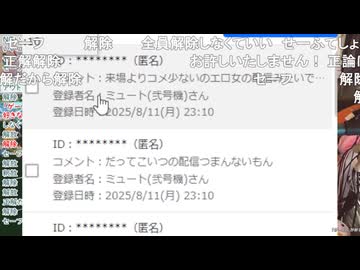 セーフ 解除 全員解除しなくていい せーふでしょ
正解解除 お許しいたしません！ 正論は
解だから解除 セーフ 解除
コメント：来場よりコメ少ないのエロ女の配信みないで…
登録者名：ミュート(弐号機)さん
登録日時：2025/8/11(月) 23:10
ID：********（匿名）
コメント：だってこいつの配信つまんないもん
登録者名：ミュート(弐号機)さん
登録日時：2025/8/11(月) 23:10
ID：********（匿名）